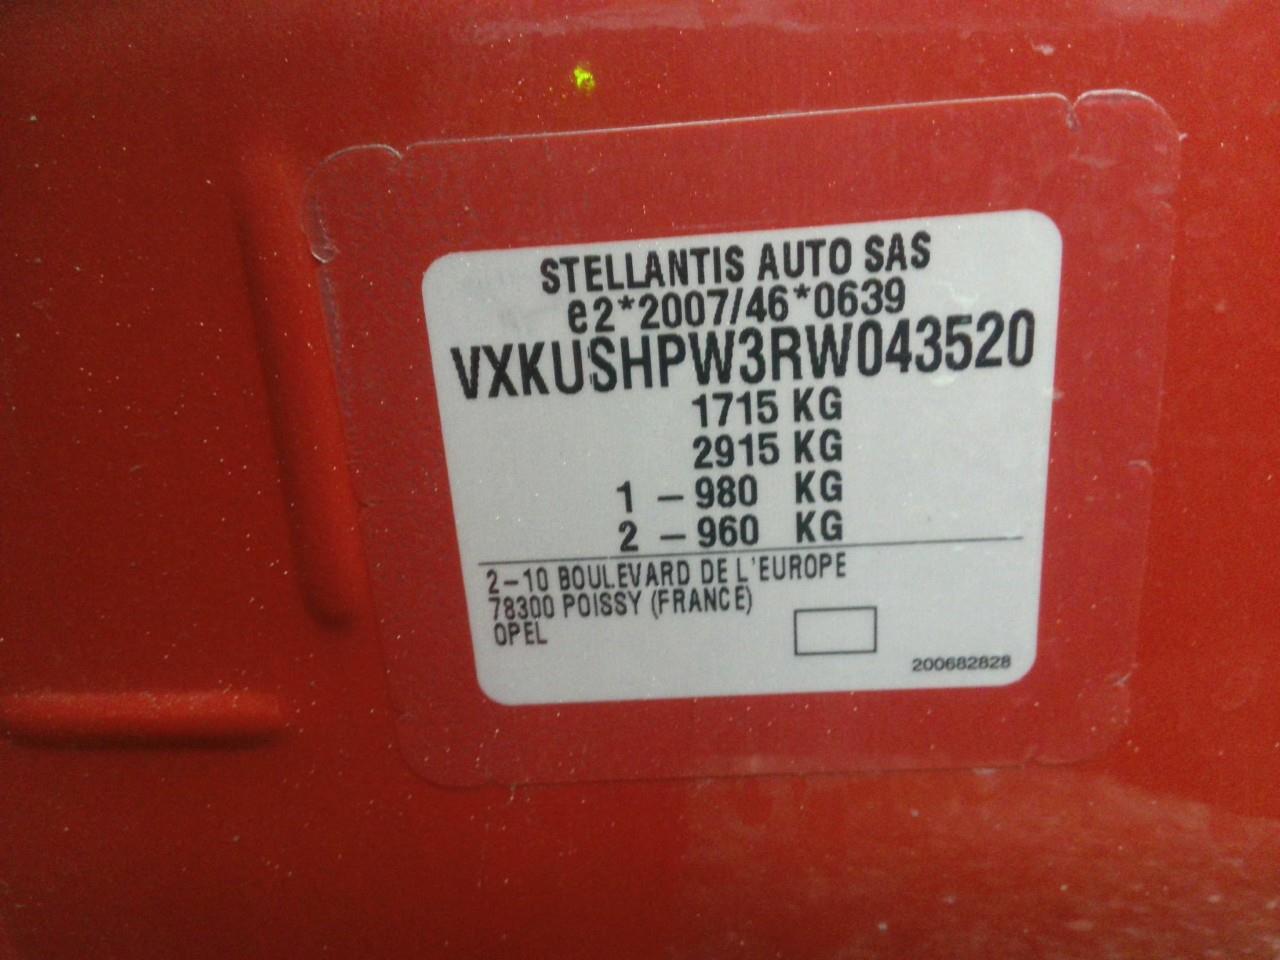 STELLANTIS AUTO SAS
e2*2007/46*0639
VXKUSHPW3RW043520
1715 KG
2915 KG
1 - 980 KG
2 - 960 KG
2-10 BOULEVARD DE L'EUROPE
78300 POISSY (FRANCE)
OPEL
200682828